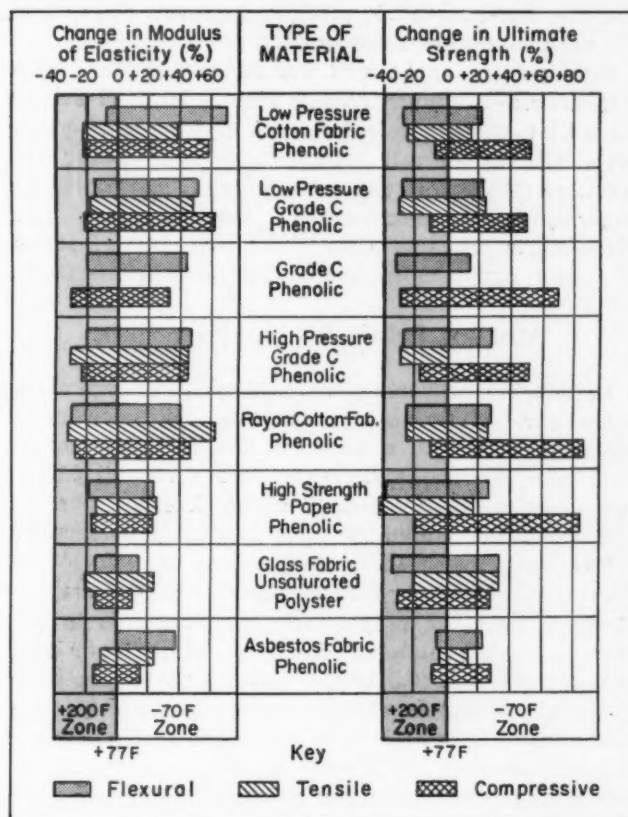 Change in Modulus
of Elasticity (%)
-40 -20 0 +20 +40 +60
TYPE OF
MATERIAL
Change in Ultimate
Strength (%)
-40 -20 0 +20 +40 +60 +80
Low Pressure
Cotton Fabric
Phenolic
Low Pressure
Grade C
Phenolic
Grade C
Phenolic
High Pressure
Grade C
Phenolic
Rayon-Cotton-Fab.
Phenolic
High Strength
Paper
Phenolic
Glass Fabric
Unsaturated
Polyster
Asbestos Fabric
Phenolic
+200F
Zone
-70F
Zone
+77F
+200F
Zone
-70F
Zone
+77F
Key
Flexural
Tensile
Compressive